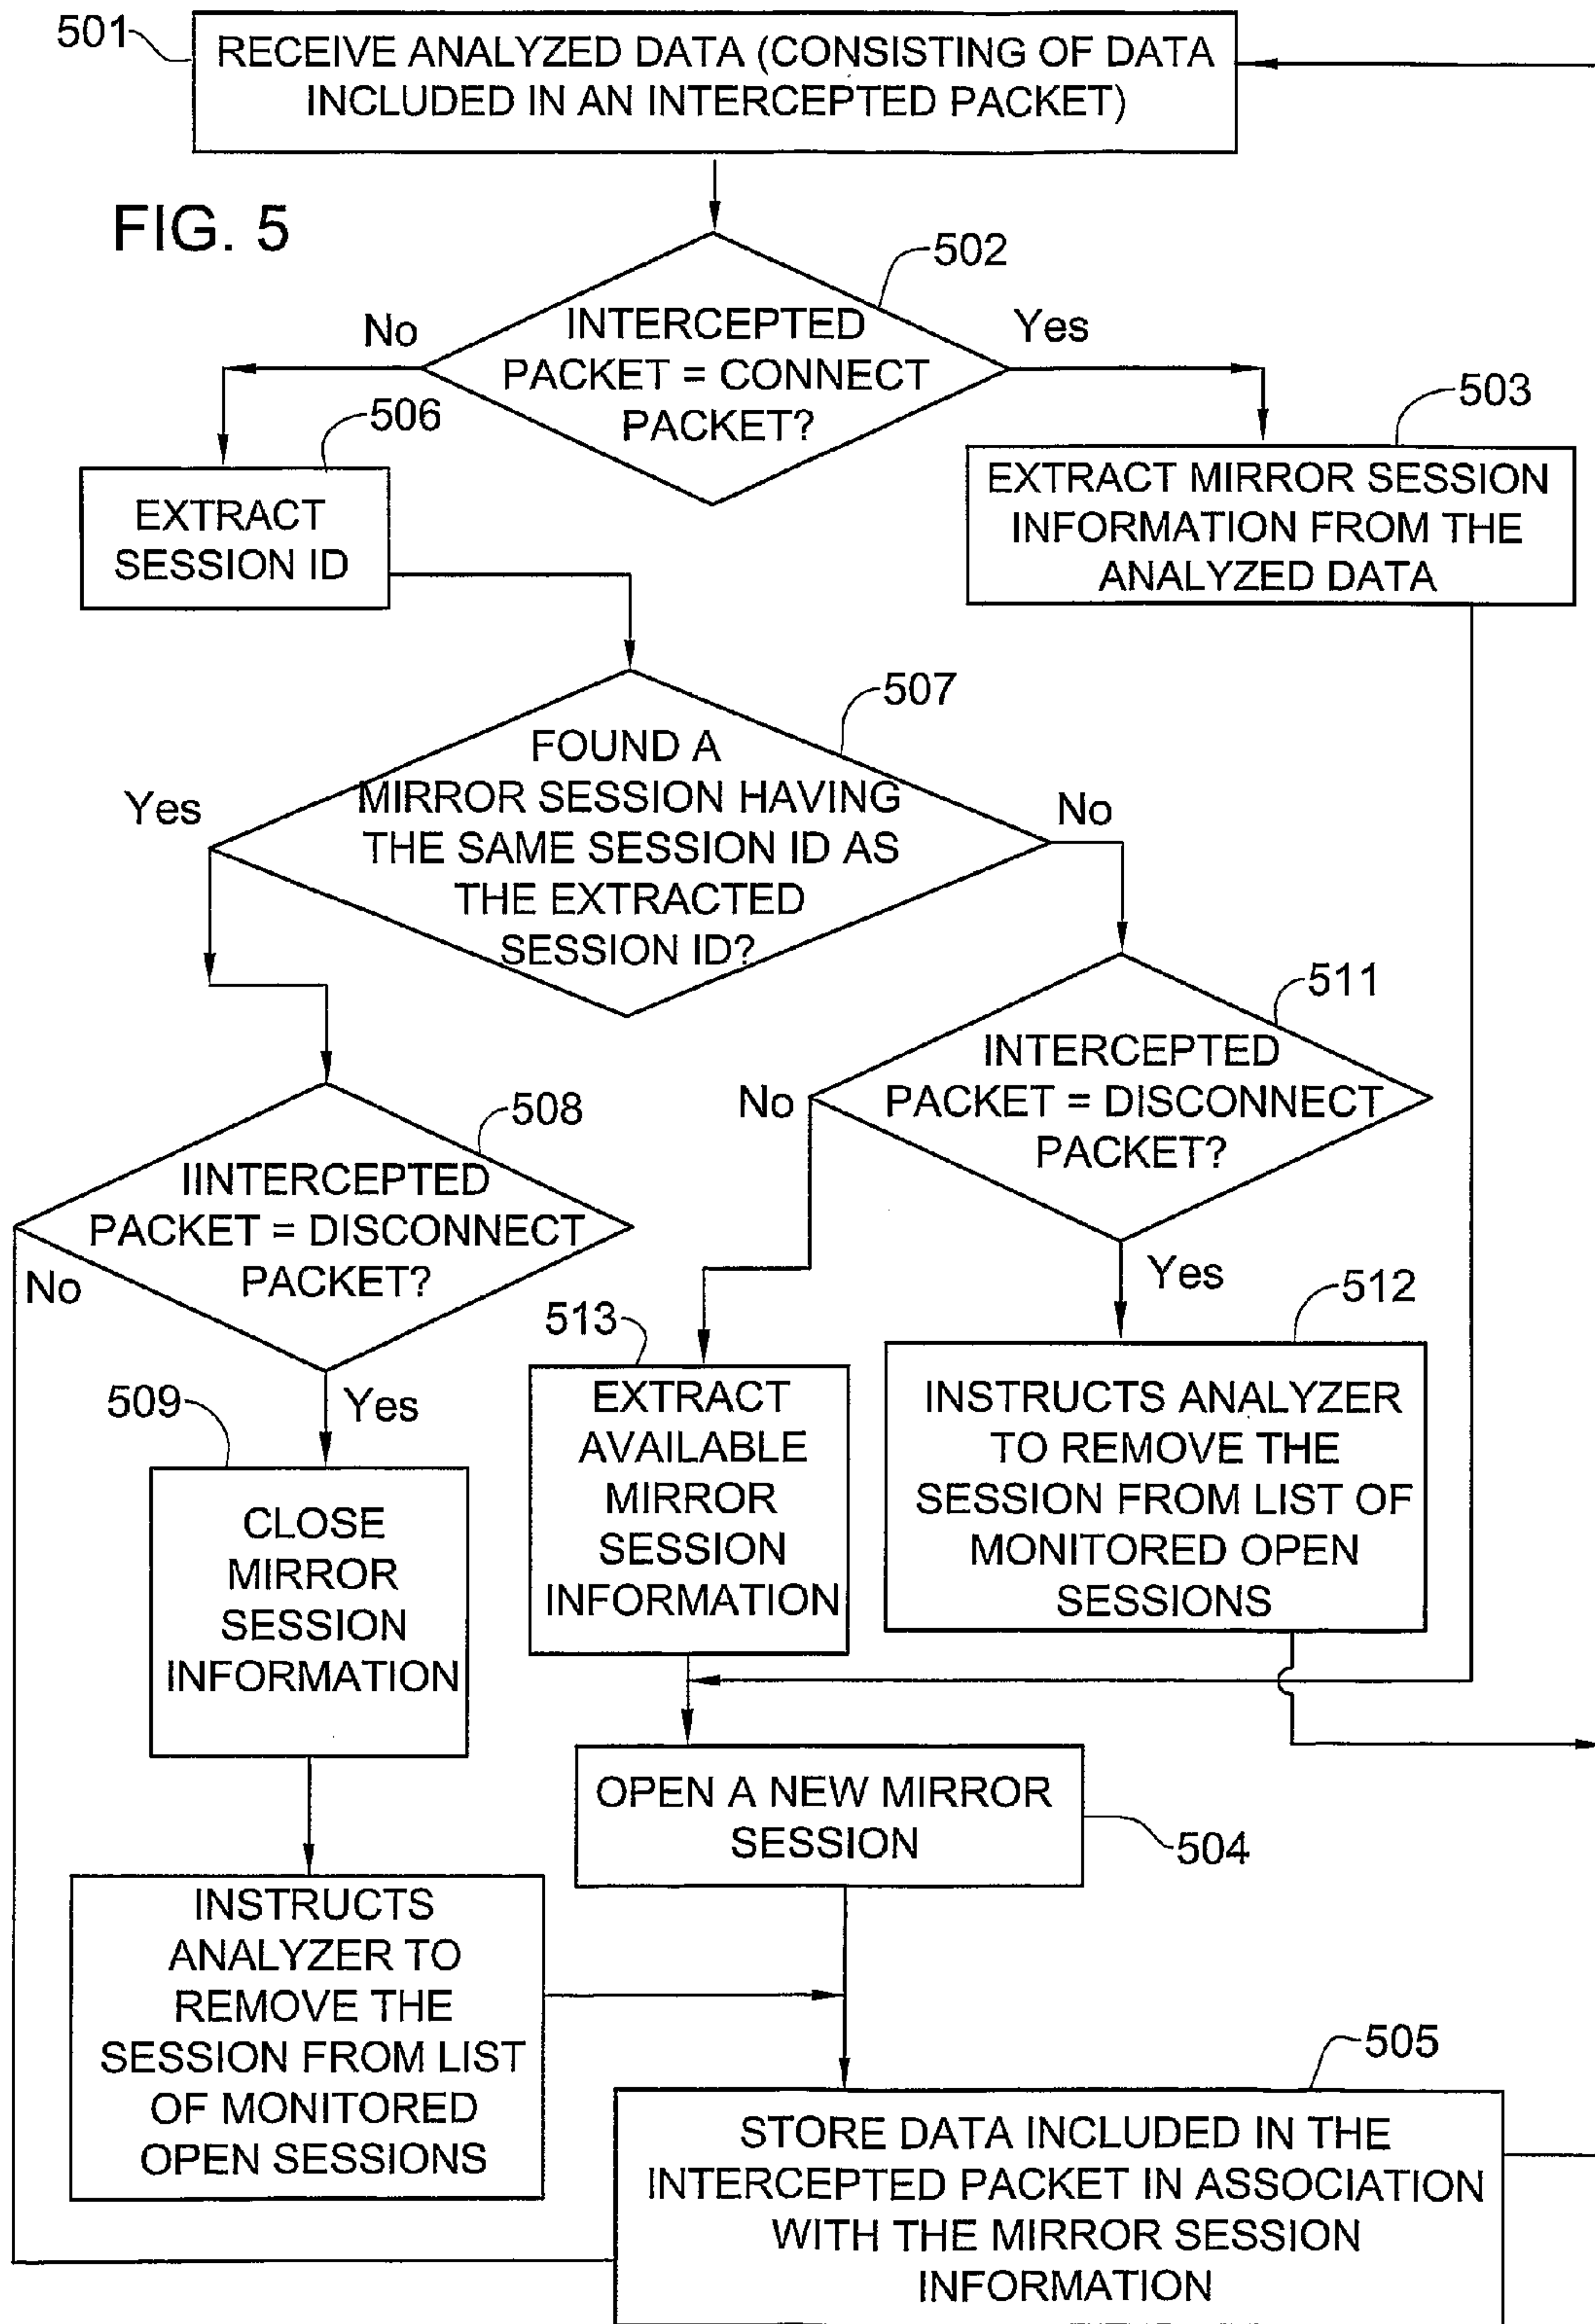 501
RECEIVE ANALYZED DATA (CONSISTING OF DATA
INCLUDED IN AN INTERCEPTED PACKET)
FIG. 5
502
INTERCEPTED
PACKET = CONNECT
PACKET?
No
Yes
506
EXTRACT
SESSION ID
503
EXTRACT MIRROR SESSION
INFORMATION FROM THE
ANALYZED DATA
507
FOUND A
MIRROR SESSION HAVING
THE SAME SESSION ID AS
THE EXTRACTED
SESSION ID?
Yes
No
511
INTERCEPTED
PACKET = DISCONNECT
PACKET?
No
Yes
508
IINTERCEPTED
PACKET = DISCONNECT
PACKET?
No
Yes
509
CLOSE
MIRROR
SESSION
INFORMATION
513
EXTRACT
AVAILABLE
MIRROR
SESSION
INFORMATION
512
INSTRUCTS ANALYZER
TO REMOVE THE
SESSION FROM LIST OF
MONITORED OPEN
SESSIONS
OPEN A NEW MIRROR
SESSION
504
INSTRUCTS
ANALYZER TO
REMOVE THE
SESSION FROM LIST
OF MONITORED
OPEN SESSIONS
505
STORE DATA INCLUDED IN THE
INTERCEPTED PACKET IN ASSOCIATION
WITH THE MIRROR SESSION
INFORMATION